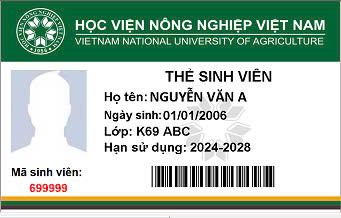 HỌC VIỆN NÔNG NGHIỆP VIỆT NAM
VIETNAM NATIONAL UNIVERSITY OF AGRICULTURE
THẺ SINH VIÊN
Họ tên: NGUYỄN VĂN A
Ngày sinh: 01/01/2006
Lớp: K69 ABC
Hạn sử dụng: 2024-2028
Mã sinh viên:
699999